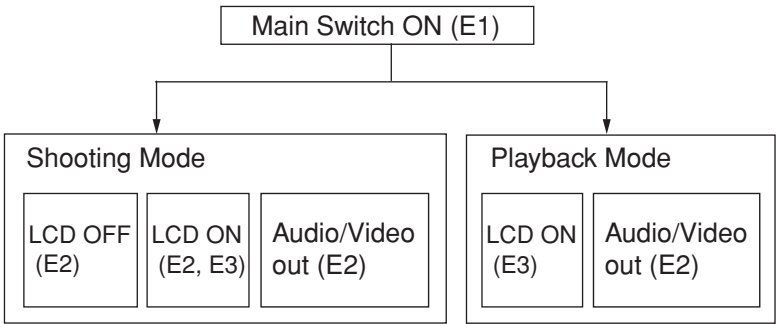 Main Switch ON (E1)
Shooting Mode
LCD OFF
(E2)
LCD ON
(E2, E3)
Audio/Video
out (E2)
Playback Mode
LCD ON
(E3)
Audio/Video
out (E2)